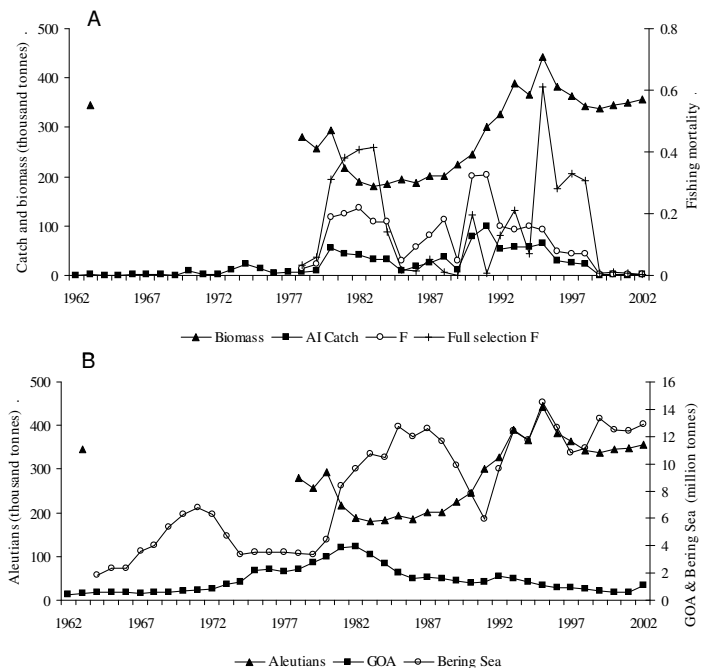 A
500
400
300
200
100
0
Catch and biomass (thousand tonnes) .
0.8
0.6
0.4
0.2
0
Fishing mortality .
1962 1967 1972 1977 1982 1987 1992 1997 2002
Biomass AI Catch F Full selection F
B
500
400
300
200
100
0
Aleutians (thousand tonnes) .
16
14
12
10
8
6
4
2
0
GOA & Bering Sea (million tonnes)
1962 1967 1972 1977 1982 1987 1992 1997 2002
Aleutians GOA Bering Sea